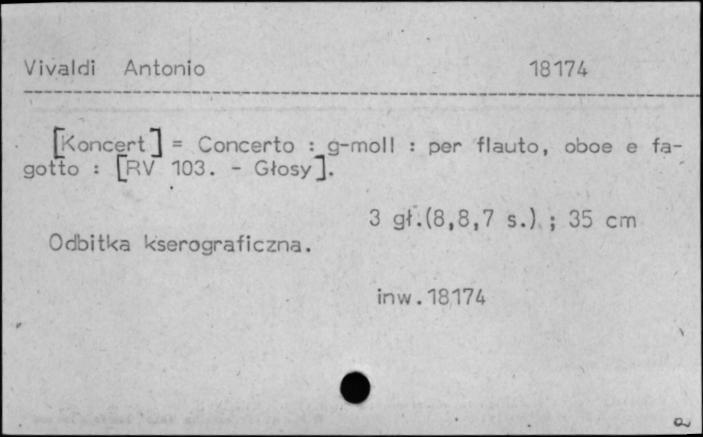 Vivaldi Antonio 18174
[Koncert] = Concerto : g-moll : per flauto, oboe e fa-
gotto : [RV 103. - Głosy].
3 gł.(8,8,7 s.) ; 35 cm
Odbitka kserograficzna.
inw.18174